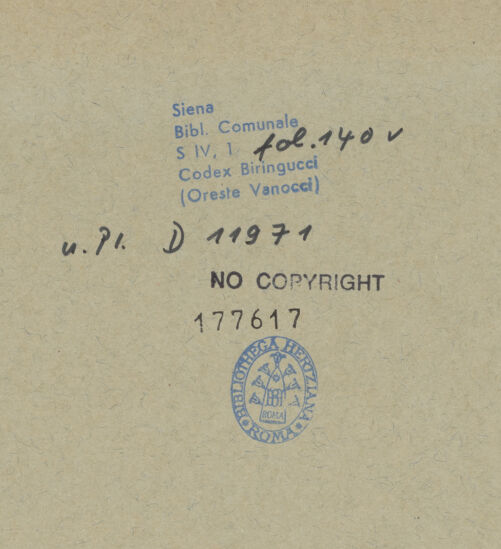 Siena
Bibl. Comunale
S IV, 1 fol. 140 v
Codex Biringucci
(Oreste Vanocci)
u. Pl. D 11971
NO COPYRIGHT
177617
BIBLIOTHECA HERTZIANA
ROMA
ROMA